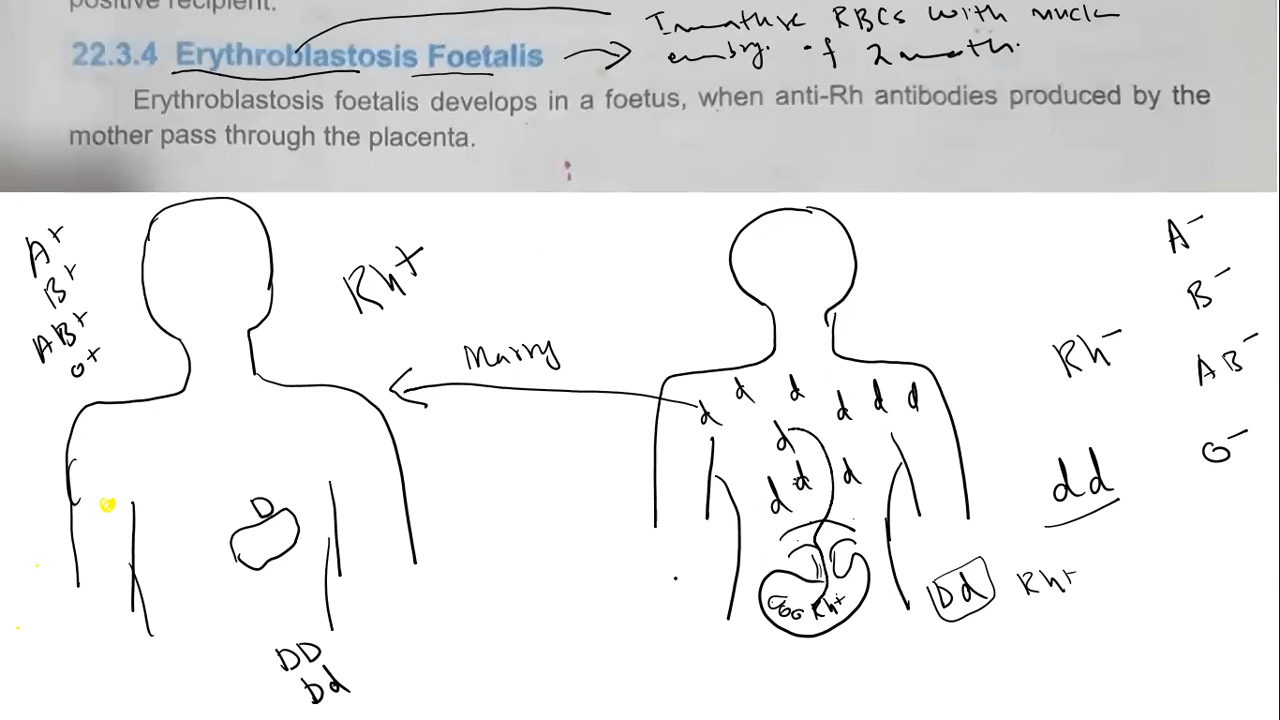 positive recipient.
Immature RBCs with nucle
22.3.4 Erythroblastosis Foetalis
embry. of 2 month.
Erythroblastosis foetalis develops in a foetus, when anti-Rh antibodies produced by the
mother pass through the placenta.
A+
B+
AB+
O+
Rh+
Marry
Rh-
A-
B-
AB-
O-
d d d d d
d d
d
d d d
D
dd
Rh+
Dd Rh+
DD
Dd